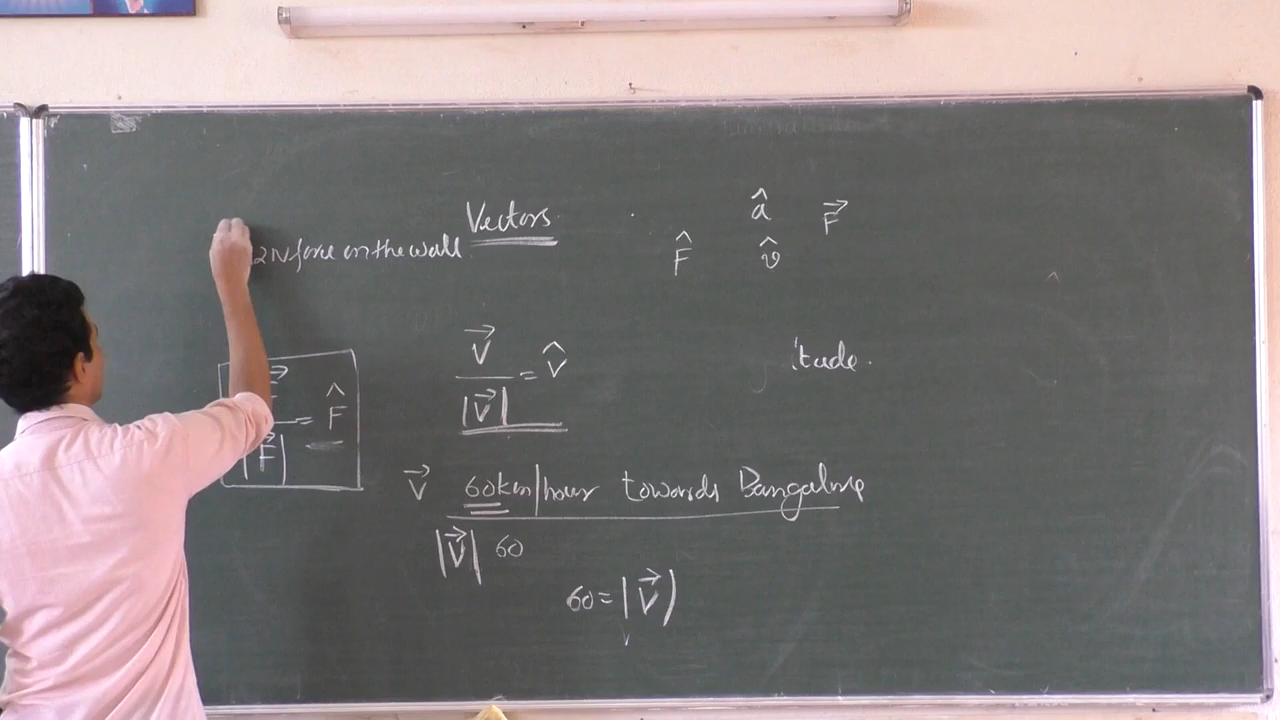 Vectors.
â F⃗
2N force on the wall
F̂ v̂
V⃗ / |V⃗| = V̂
itude.
/ |F⃗| = F̂
V⃗ 60km/hour towards Bangalore
|V⃗| 60
60 = |V⃗|